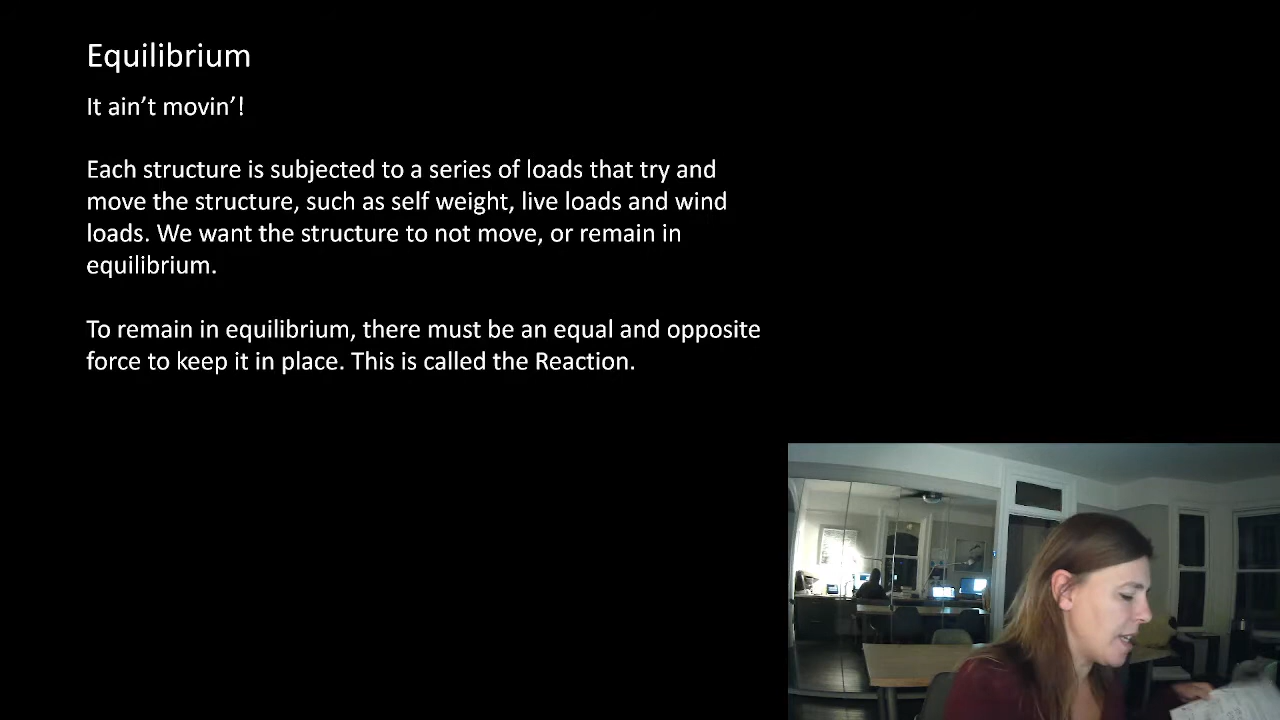 Equilibrium
It ain’t movin’!
Each structure is subjected to a series of loads that try and
move the structure, such as self weight, live loads and wind
loads. We want the structure to not move, or remain in
equilibrium.
To remain in equilibrium, there must be an equal and opposite
force to keep it in place. This is called the Reaction.